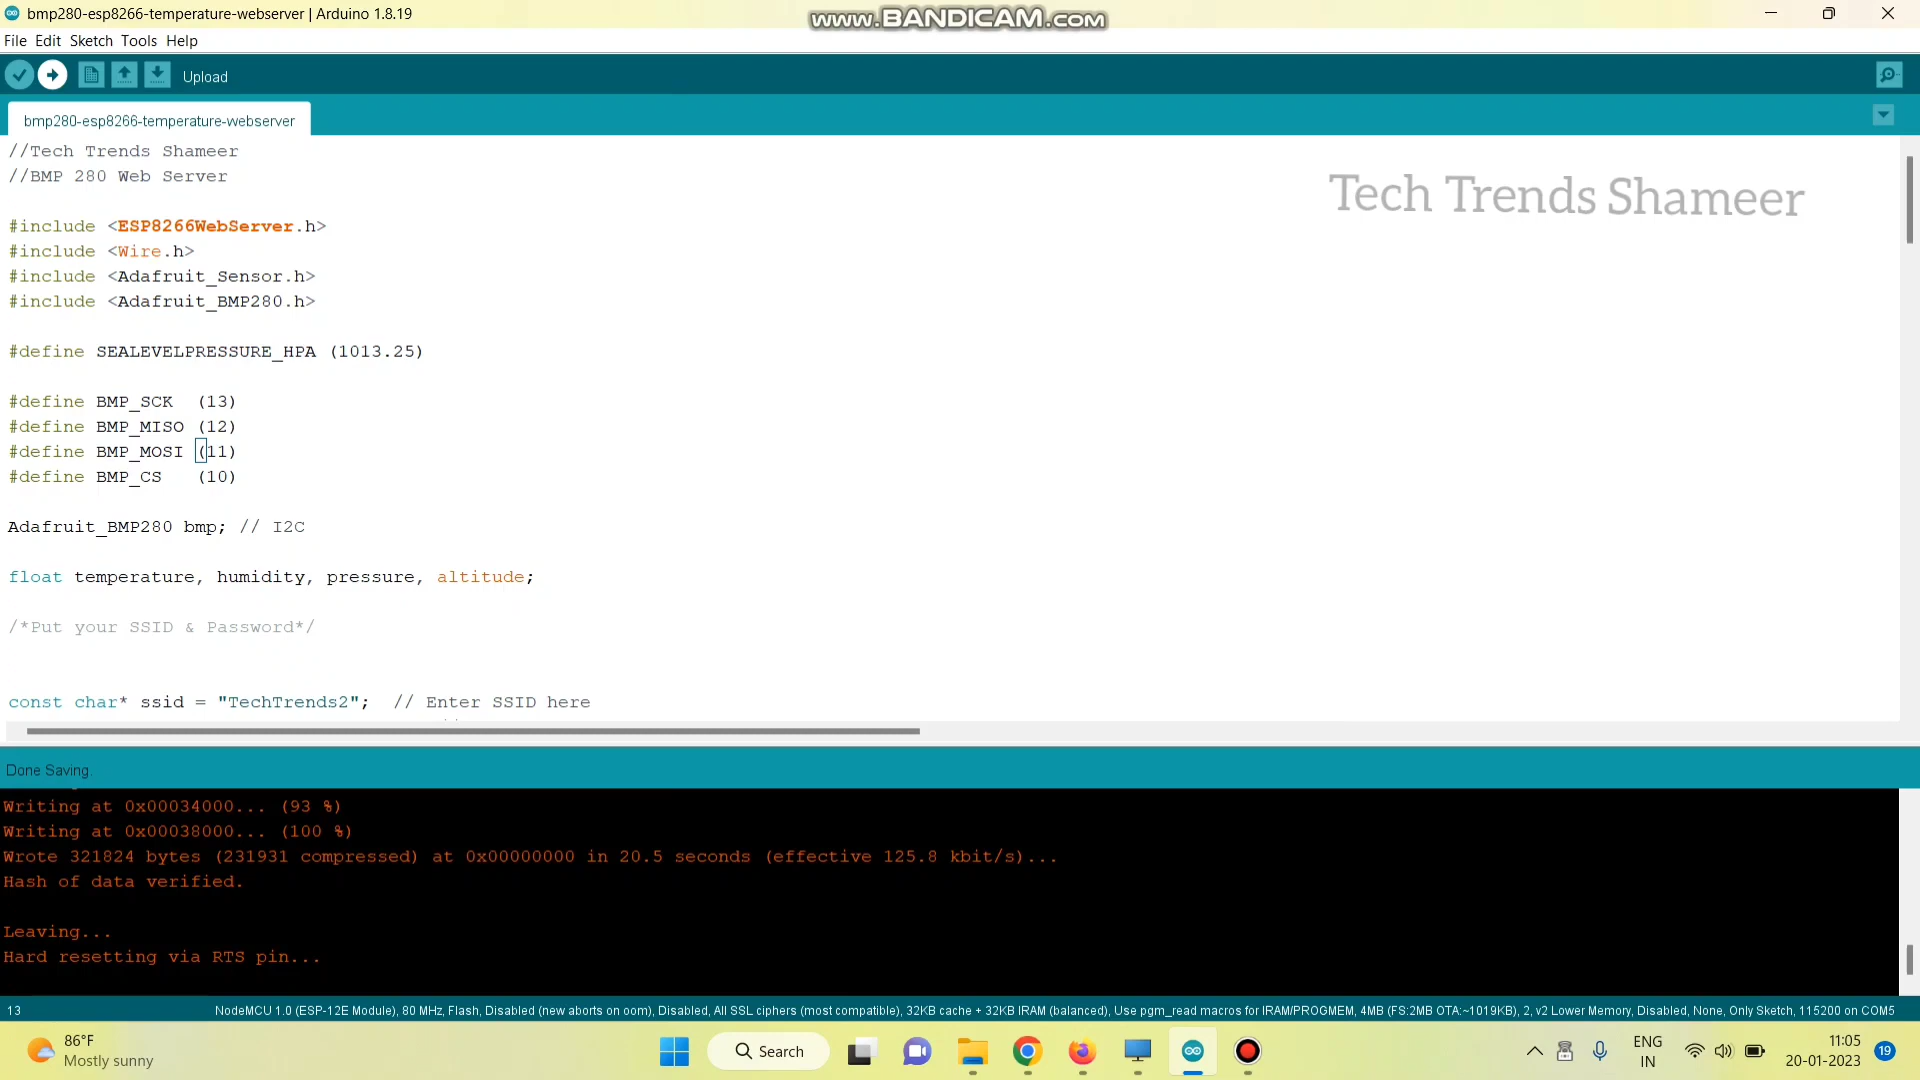 bmp280-esp8266-temperature-webserver | Arduino 1.8.19
www.BANDICAM.com
File Edit Sketch Tools Help
Upload
bmp280-esp8266-temperature-webserver
//Tech Trends Shameer
//BMP 280 Web Server
Tech Trends Shameer
#include <ESP8266WebServer.h>
#include <Wire.h>
#include <Adafruit_Sensor.h>
#include <Adafruit_BMP280.h>
#define SEALEVELPRESSURE_HPA (1013.25)
#define BMP_SCK  (13)
#define BMP_MISO (12)
#define BMP_MOSI (11)
#define BMP_CS   (10)
Adafruit_BMP280 bmp; // I2C
float temperature, humidity, pressure, altitude;
/*Put your SSID & Password*/
const char* ssid = "TechTrends2";  // Enter SSID here
Done Saving.
Writing at 0x00034000... (93 %)
Writing at 0x00038000... (100 %)
Wrote 321824 bytes (231931 compressed) at 0x00000000 in 20.5 seconds (effective 125.8 kbit/s)...
Hash of data verified.
Leaving...
Hard resetting via RTS pin...
13
NodeMCU 1.0 (ESP-12E Module), 80 MHz, Flash, Disabled (new aborts on oom), Disabled, All SSL ciphers (most compatible), 32KB cache + 32KB IRAM (balanced), Use pgm_read macros for IRAM/PROGMEM, 4MB (FS:2MB OTA:~1019KB), 2, v2 Lower Memory, Disabled, None, Only Sketch, 115200 on COM5
86°F
Mostly sunny
Search
ENG
IN
11:05
20-01-2023
19